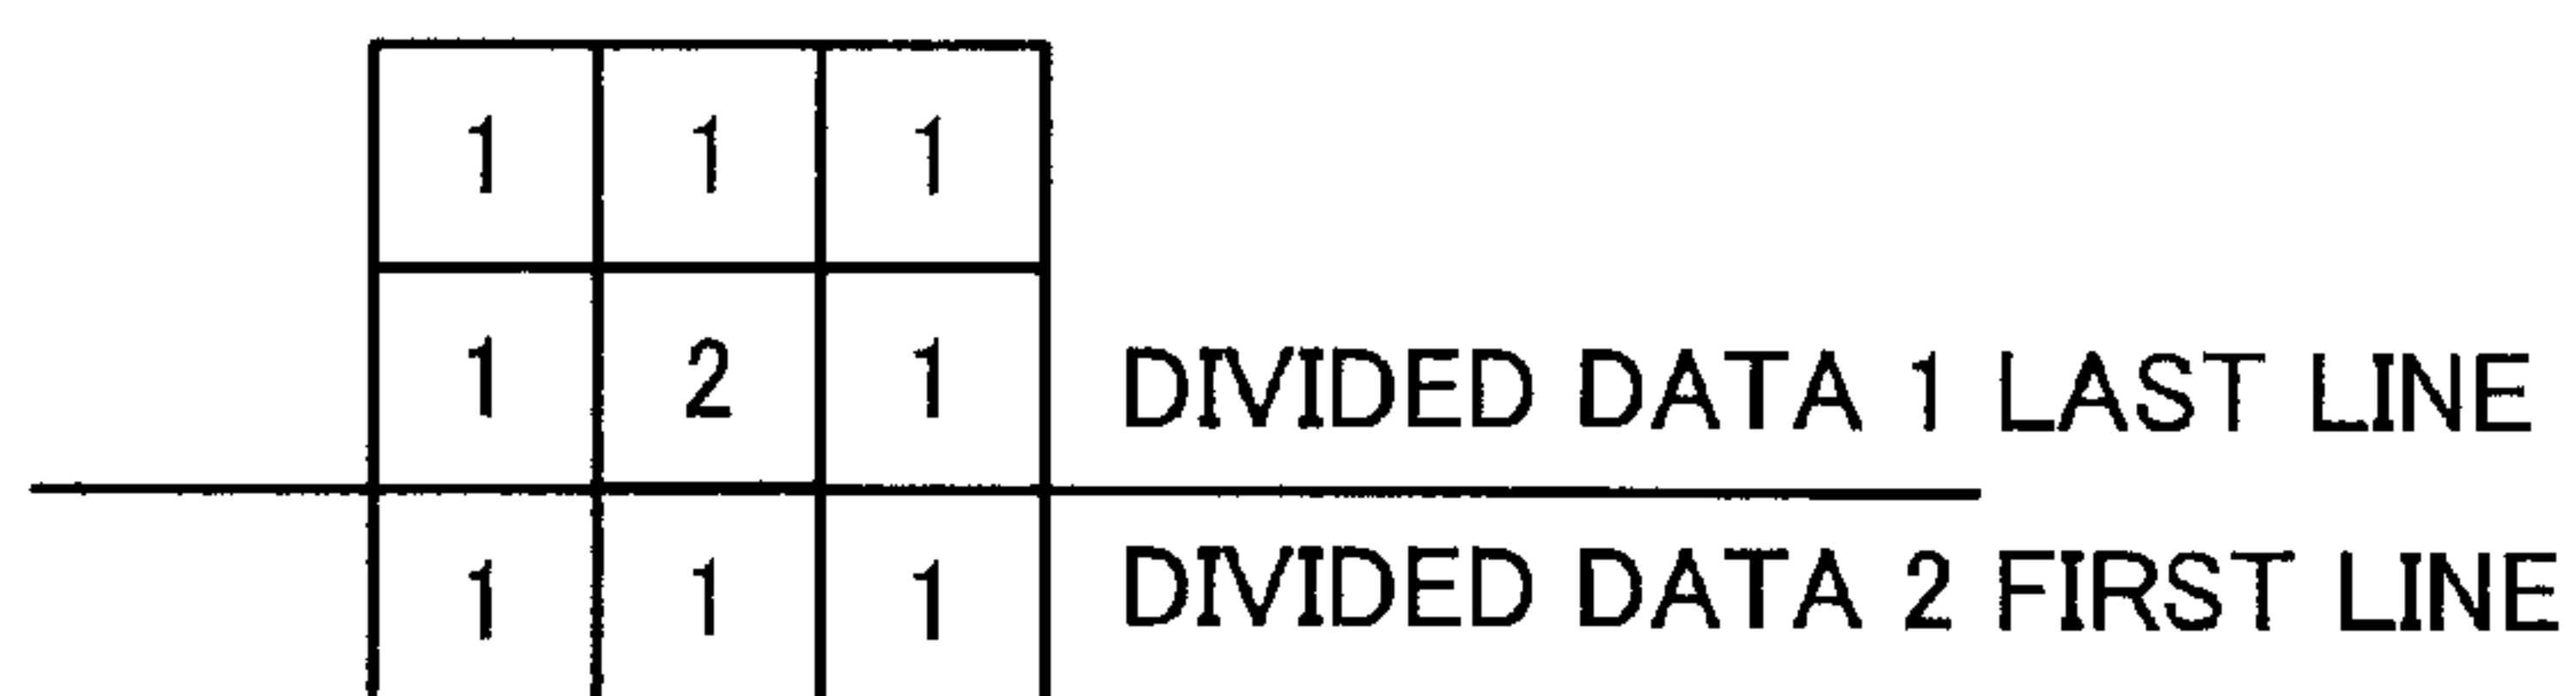 1 1 1
1 2 1 DIVIDED DATA 1 LAST LINE
1 1 1 DIVIDED DATA 2 FIRST LINE